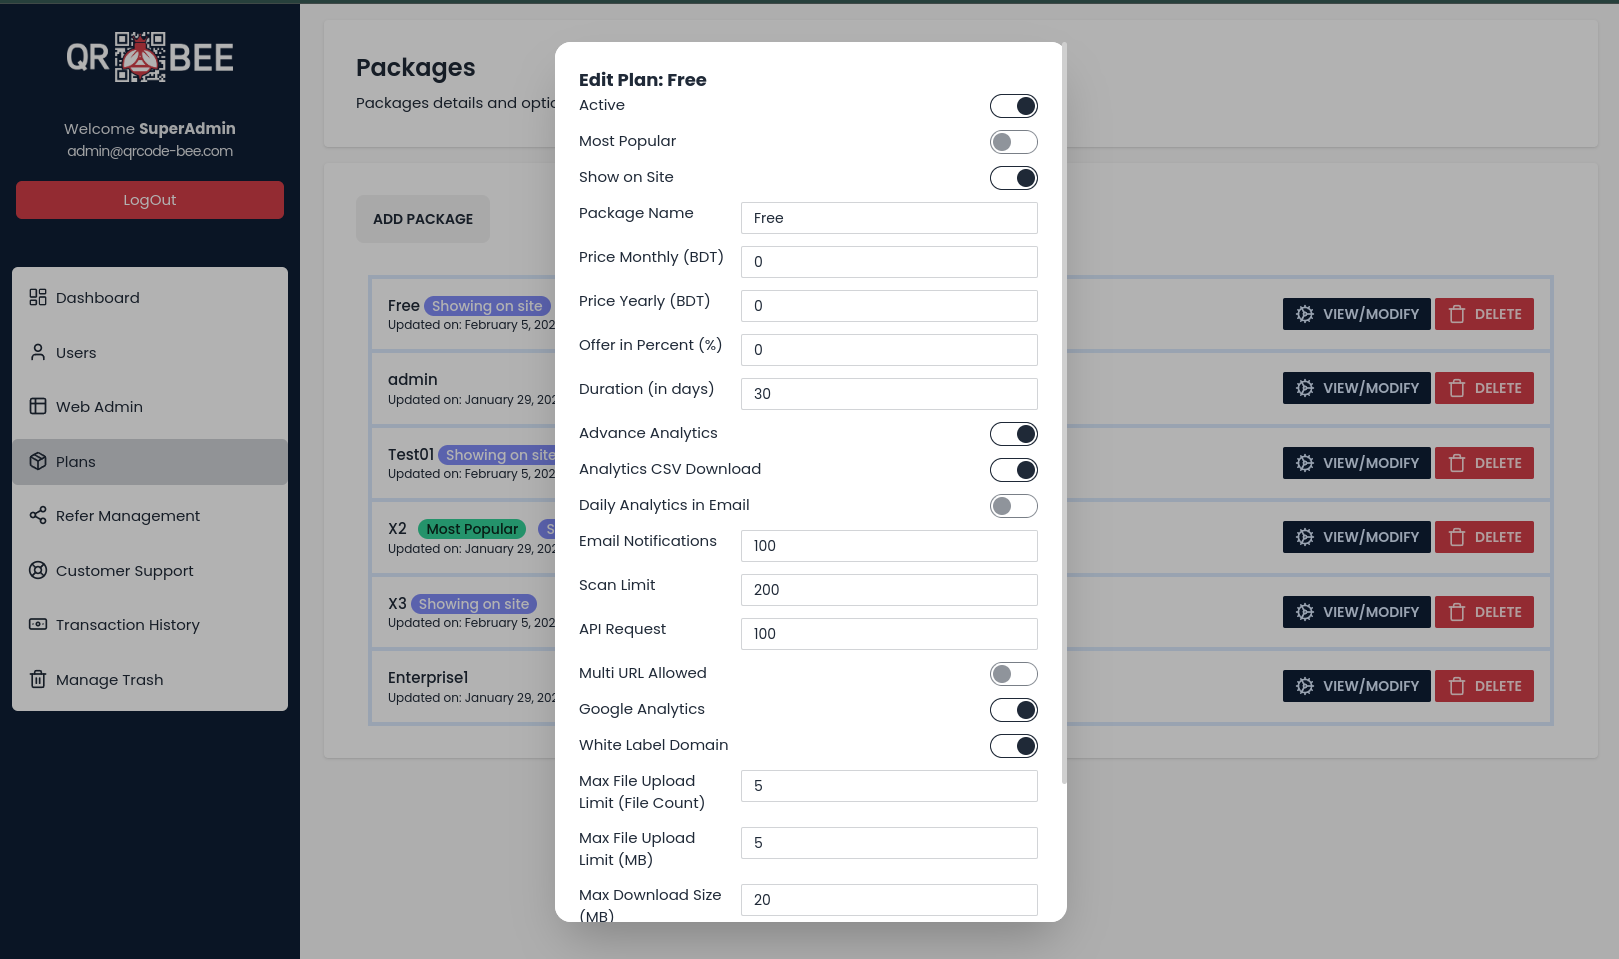 QR BEE
Welcome SuperAdmin
admin@qrcode-bee.com
LogOut
Dashboard
Users
Web Admin
Plans
Refer Management
Customer Support
Transaction History
Manage Trash
Packages
Packages details and optio
ADD PACKAGE
Free Showing on site
Updated on: February 5, 202
VIEW/MODIFY DELETE
admin
Updated on: January 29, 202
VIEW/MODIFY DELETE
Test01 Showing on site
Updated on: February 5, 202
VIEW/MODIFY DELETE
X2 Most Popular S
Updated on: January 29, 202
VIEW/MODIFY DELETE
X3 Showing on site
Updated on: February 5, 202
VIEW/MODIFY DELETE
Enterprise1
Updated on: January 29, 202
VIEW/MODIFY DELETE
Edit Plan: Free
Active
Most Popular
Show on Site
Package Name Free
Price Monthly (BDT) 0
Price Yearly (BDT) 0
Offer in Percent (%) 0
Duration (in days) 30
Advance Analytics
Analytics CSV Download
Daily Analytics in Email
Email Notifications 100
Scan Limit 200
API Request 100
Multi URL Allowed
Google Analytics
White Label Domain
Max File Upload
Limit (File Count) 5
Max File Upload
Limit (MB) 5
Max Download Size
(MB) 20